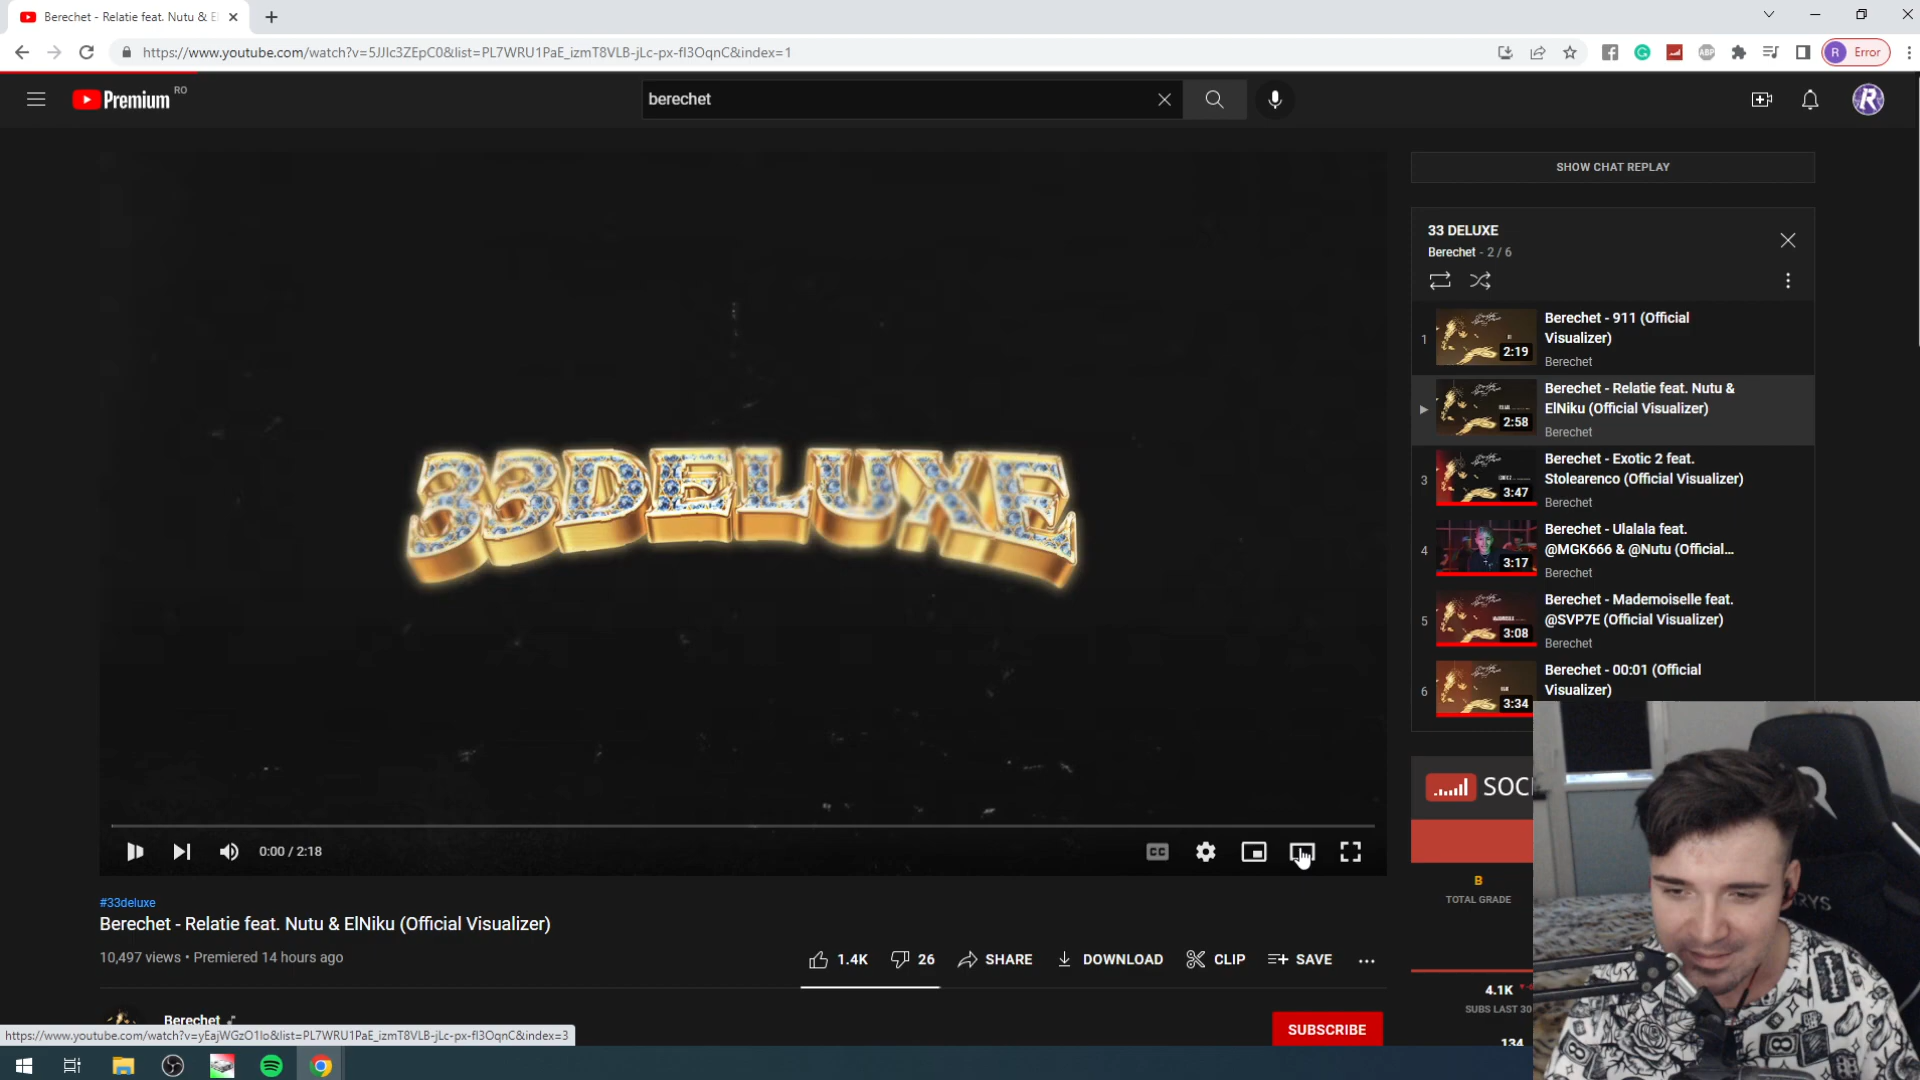 Berechet - Relatie feat. Nutu & El
https://www.youtube.com/watch?v=5JJlc3ZEpC0&list=PL7WRU1PaE_izmT8VLB-jLc-px-fI3OqnC&index=1
ABP
R Error
Premium RO
berechet
R
SHOW CHAT REPLAY
33 DELUXE
Berechet - 2 / 6
1
2:19
Berechet - 911 (Official
Visualizer)
Berechet
2:58
Berechet - Relatie feat. Nutu &
ElNiku (Official Visualizer)
Berechet
3
3:47
Berechet - Exotic 2 feat.
Stolearenco (Official Visualizer)
Berechet
4
3:17
Berechet - Ulalala feat.
@MGK666 & @Nutu (Official...
Berechet
5
3:08
Berechet - Mademoiselle feat.
@SVP7E (Official Visualizer)
Berechet
6
3:34
Berechet - 00:01 (Official
Visualizer)
33DELUXE
0:00 / 2:18
CC
#33deluxe
Berechet - Relatie feat. Nutu & ElNiku (Official Visualizer)
10,497 views • Premiered 14 hours ago
1.4K 26 SHARE DOWNLOAD CLIP SAVE ...
Berechet
SUBSCRIBE
SOC
B
TOTAL GRADE
4.1K
SUBS LAST 30
134
https://www.youtube.com/watch?v=yEajWGzO1Io&list=PL7WRU1PaE_izmT8VLB-jLc-px-fI3OqnC&index=3